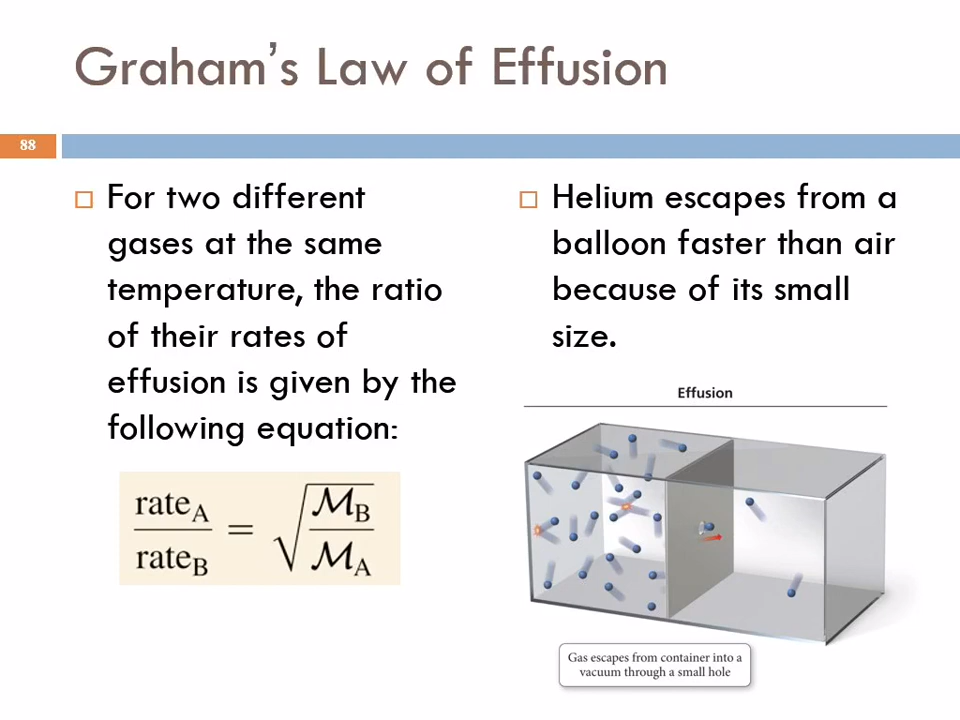 Graham’s Law of Effusion
88
For two different
gases at the same
temperature, the ratio
of their rates of
effusion is given by the
following equation:
rate_A / rate_B = √(ℳ_B / ℳ_A)
Helium escapes from a
balloon faster than air
because of its small
size.
Effusion
Gas escapes from container into a
vacuum through a small hole